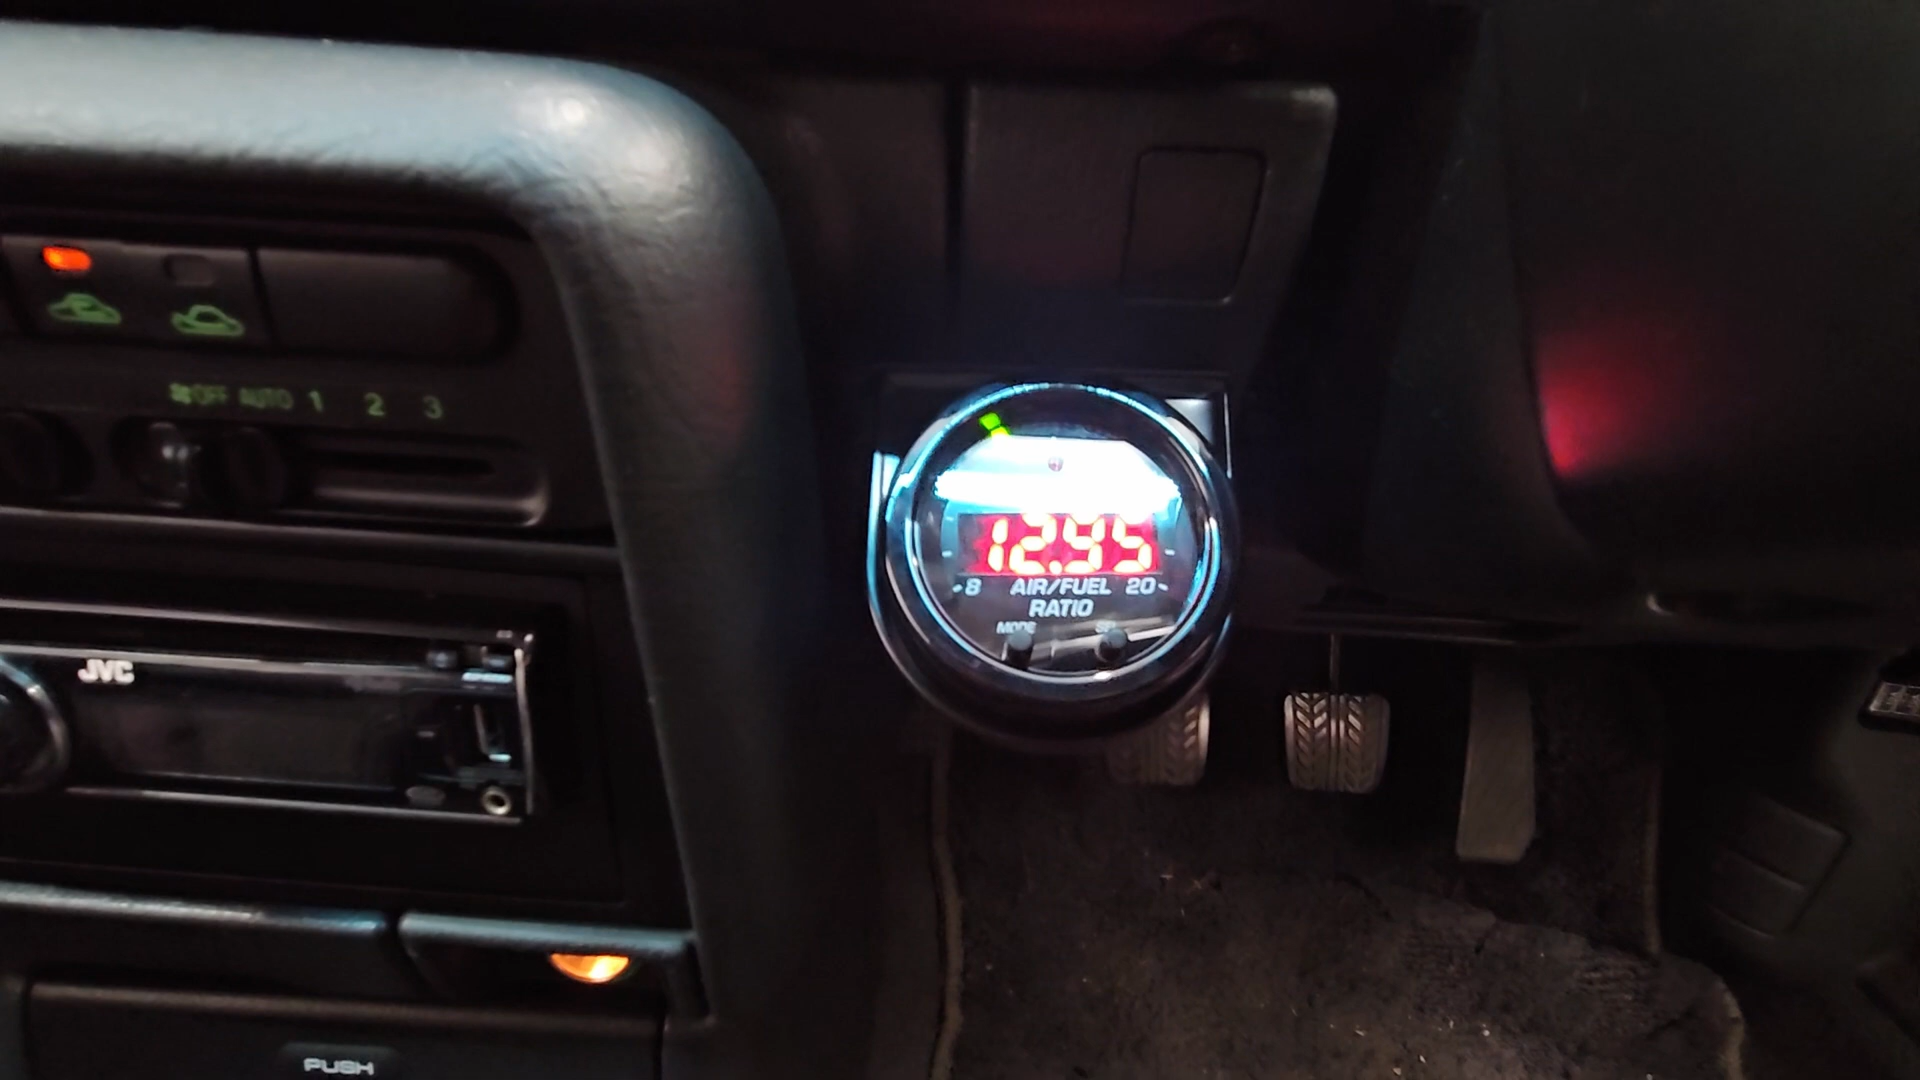 OFF AUTO 1 2 3
JVC
12.95
8 AIR/FUEL 20
RATIO
MODE
PUSH